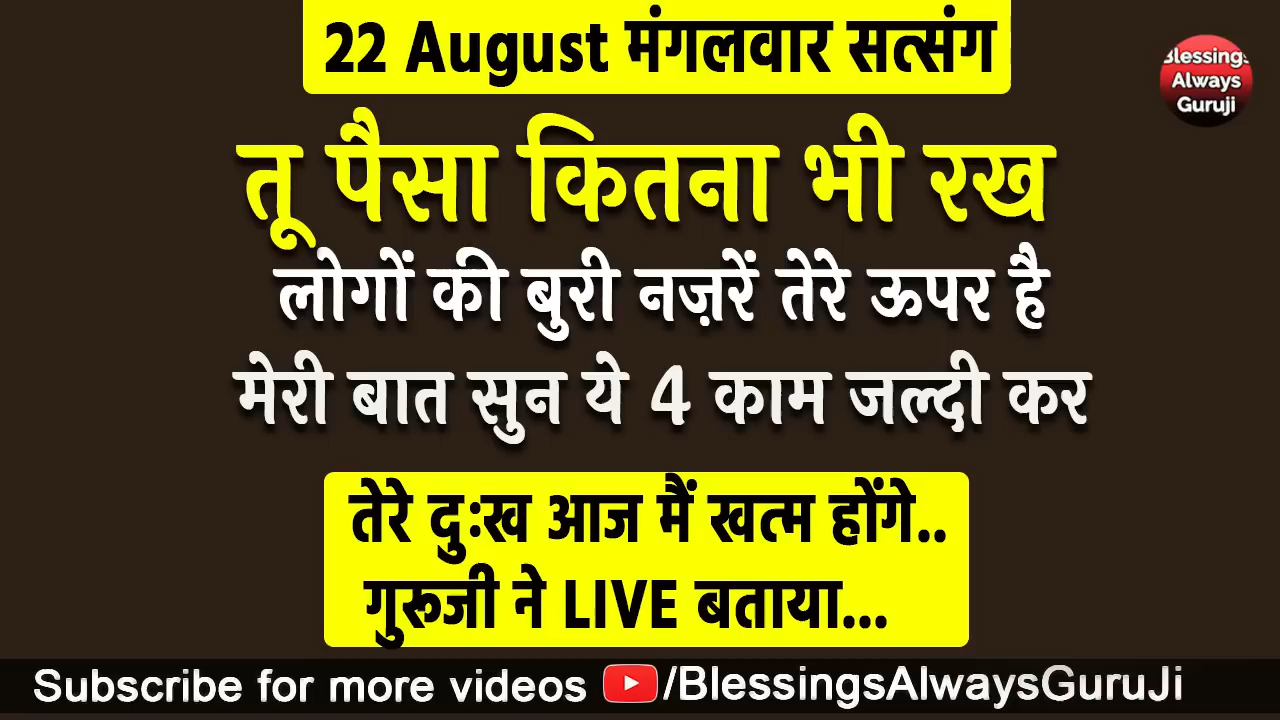 22 August मंगलवार सत्संग
Blessings
Always
Guruji
तू पैसा कितना भी रख
लोगों की बुरी नज़रें तेरे ऊपर है
मेरी बात सुन ये 4 काम जल्दी कर
तेरे दुःख आज मैं खत्म होंगे..
गुरूजी ने LIVE बताया...
Subscribe for more videos /BlessingsAlwaysGuruJi